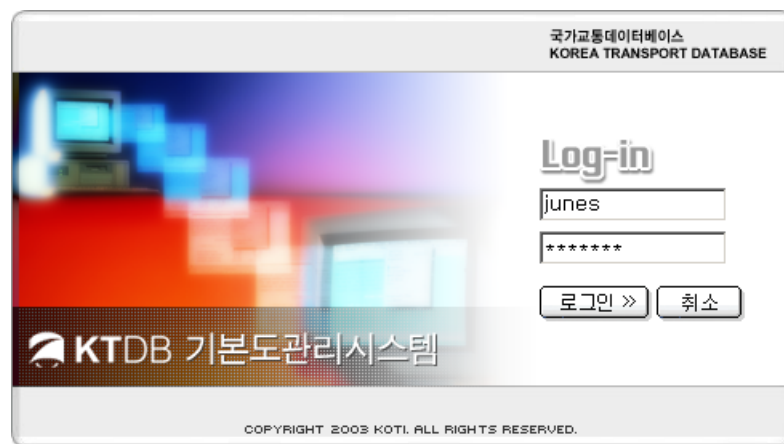 국가교통데이터베이스
KOREA TRANSPORT DATABASE
Log-in
junes
*******
로그인 » 취소
KTDB 기본도관리시스템
COPYRIGHT 2003 KOTI. ALL RIGHTS RESERVED.